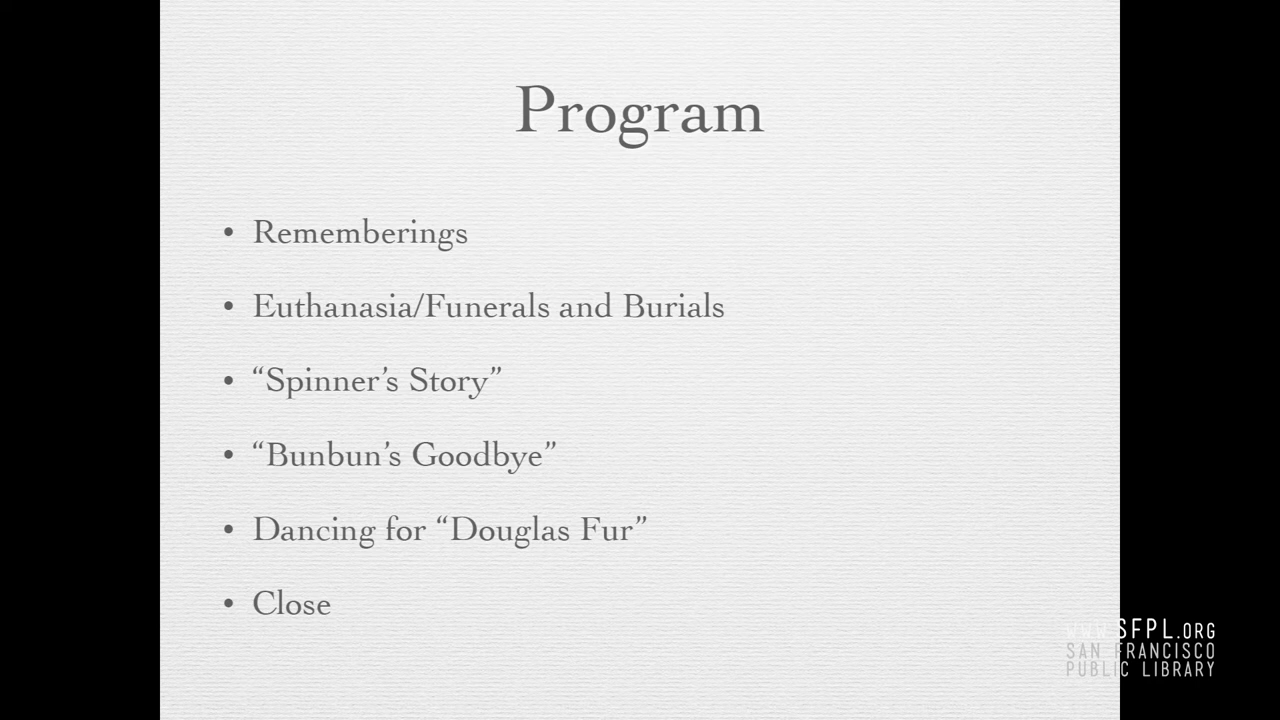 Program
• Rememberings
• Euthanasia/Funerals and Burials
• “Spinner’s Story”
• “Bunbun’s Goodbye”
• Dancing for “Douglas Fur”
• Close
www.SFPL.ORG
SAN FRANCISCO
PUBLIC LIBRARY